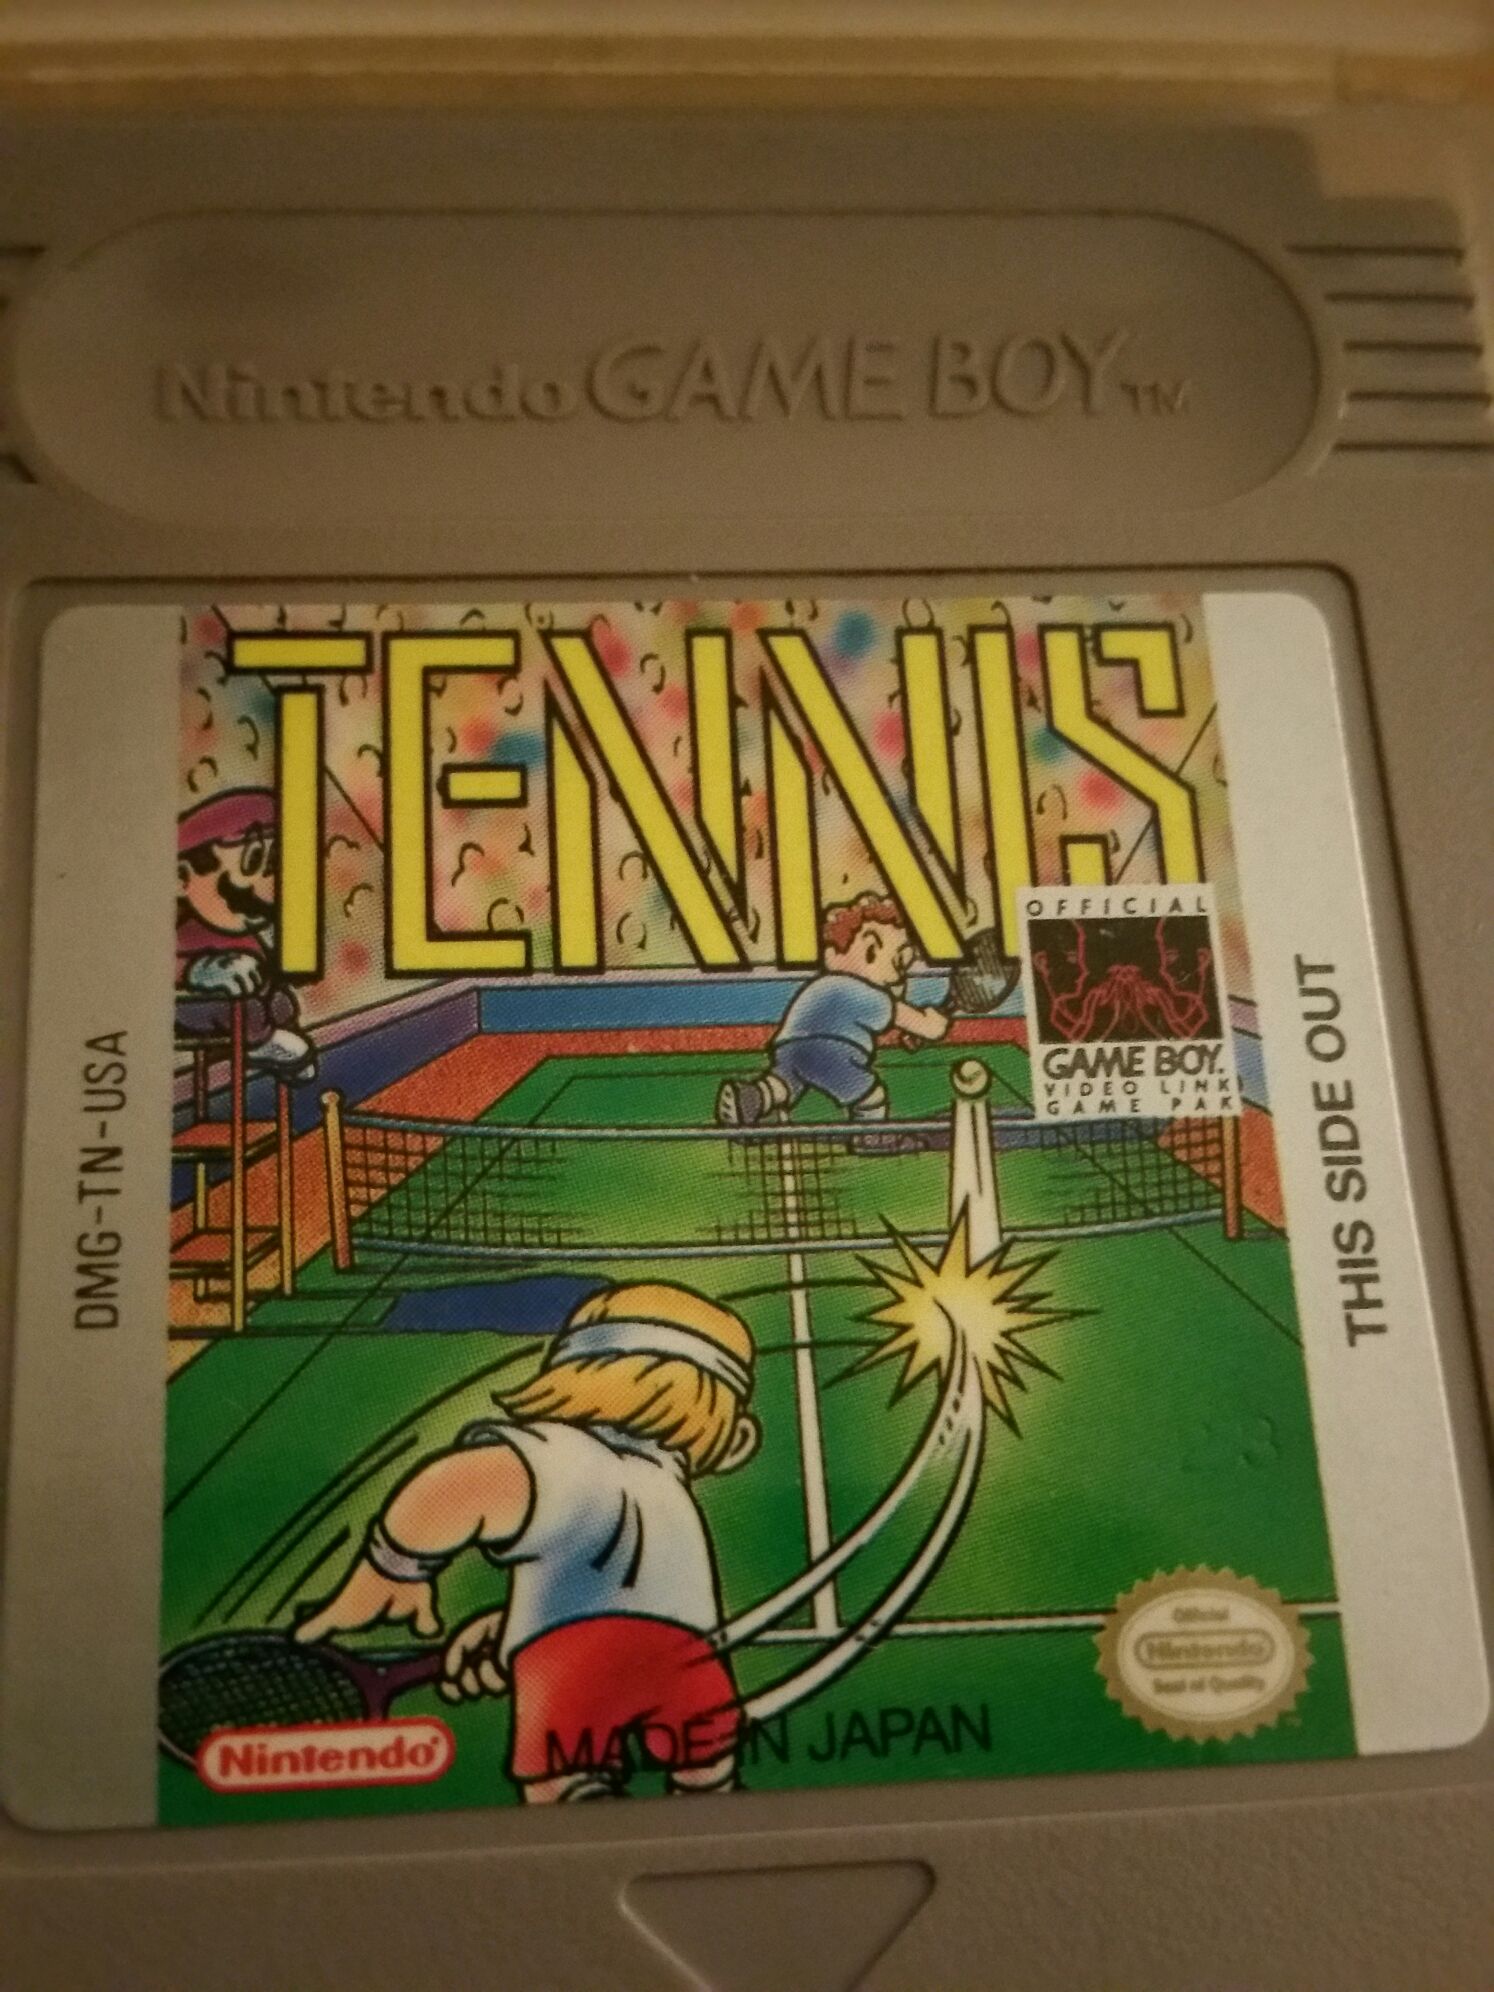 Nintendo GAME BOY TM
TENNIS
OFFICIAL
GAME BOY.
VIDEO LINK
GAME PAK
DMG-TN-USA
THIS SIDE OUT
Official
Nintendo
Seal of Quality
Nintendo®
MADE IN JAPAN